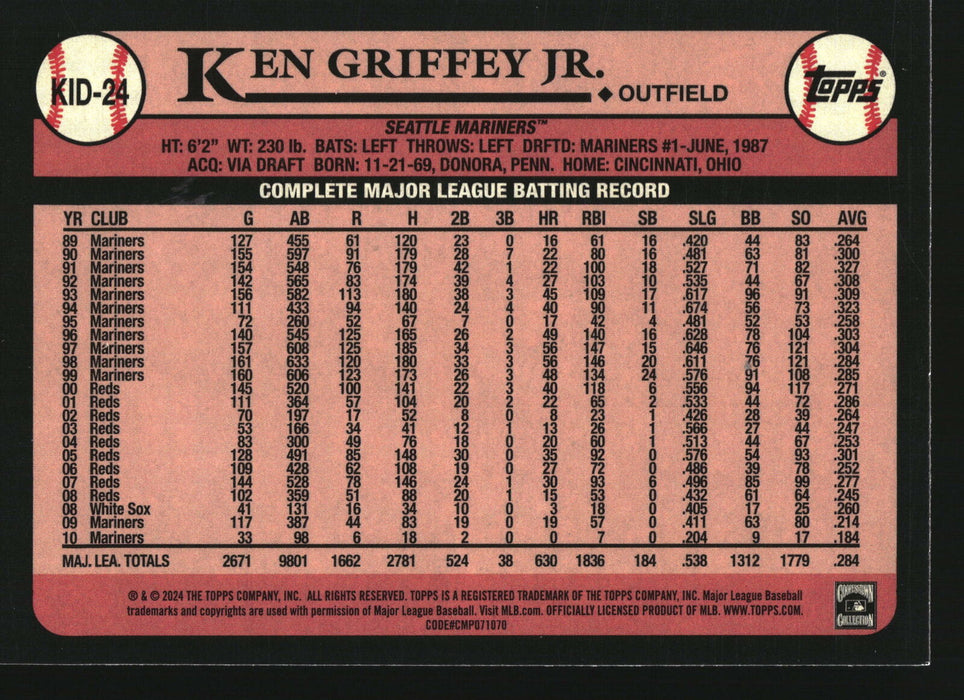 KID-24
KEN GRIFFEY JR.
◆ OUTFIELD
TOPPS®
SEATTLE MARINERS™
HT: 6'2" WT: 230 lb. BATS: LEFT THROWS: LEFT DRFTD: MARINERS #1-JUNE, 1987
ACQ: VIA DRAFT BORN: 11-21-69, DONORA, PENN. HOME: CINCINNATI, OHIO
COMPLETE MAJOR LEAGUE BATTING RECORD
YR CLUB G AB R H 2B 3B HR RBI SB SLG BB SO AVG
89 Mariners 127 455 61 120 23 0 16 61 16 .420 44 83 .264
90 Mariners 155 597 91 179 28 7 22 80 16 .481 63 81 .300
91 Mariners 154 548 76 179 42 1 22 100 18 .527 71 82 .327
92 Mariners 142 565 83 174 39 4 27 103 10 .535 44 67 .308
93 Mariners 156 582 113 180 38 3 45 109 17 .617 96 91 .309
94 Mariners 111 433 94 140 24 4 40 90 11 .674 56 73 .323
95 Mariners 72 260 52 67 7 0 17 42 4 .481 52 53 .258
96 Mariners 140 545 125 165 26 2 49 140 16 .628 78 104 .303
97 Mariners 157 608 125 185 34 3 56 147 15 .646 76 121 .304
98 Mariners 161 633 120 180 33 3 56 146 20 .611 76 121 .284
99 Mariners 160 606 123 173 26 3 48 134 24 .576 91 108 .285
00 Reds 145 520 100 141 22 3 40 118 6 .556 94 117 .271
01 Reds 111 364 57 104 20 2 22 65 2 .533 44 72 .286
02 Reds 70 197 17 52 8 0 8 23 1 .426 28 39 .264
03 Reds 53 166 34 41 12 1 13 26 1 .566 27 44 .247
04 Reds 83 300 49 76 18 0 20 60 1 .513 44 67 .253
05 Reds 128 491 85 148 30 0 35 92 0 .576 54 93 .301
06 Reds 109 428 62 108 19 0 27 72 0 .486 39 78 .252
07 Reds 144 528 78 146 24 1 30 93 6 .496 85 99 .277
08 Reds 102 359 51 88 20 1 15 53 0 .432 61 64 .245
08 White Sox 41 131 16 34 10 0 3 18 0 .405 17 25 .260
09 Mariners 117 387 44 83 19 0 19 57 0 .411 63 80 .214
10 Mariners 33 98 6 18 2 0 0 7 0 .204 9 17 .184
MAJ. LEA. TOTALS 2671 9801 1662 2781 524 38 630 1836 184 .538 1312 1779 .284
® & © 2024 THE TOPPS COMPANY, INC. ALL RIGHTS RESERVED. TOPPS IS A REGISTERED TRADEMARK OF THE TOPPS COMPANY, INC. Major League Baseball
trademarks and copyrights are used with permission of Major League Baseball. Visit MLB.com. OFFICIALLY LICENSED PRODUCT OF MLB. WWW.TOPPS.COM.
CODE#CMP071070
COOPERSTOWN
COLLECTION